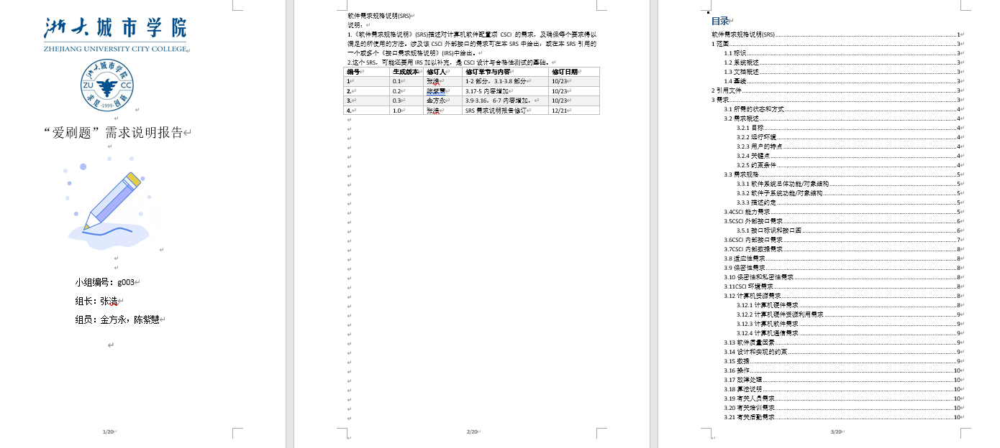 浙大城市学院
ZHEJIANG UNIVERSITY CITY COLLEGE
浙大城市学院
ZU CC
求是 创新
-1999-
“爱刷题”需求说明报告
小组编号：g003
组长：张浩
组员：金方永，陈紫慧
1/20
软件需求规格说明(SRS)
说明：
1.《软件需求规格说明》(SRS)描述对计算机软件配置项 CSCI 的需求，及确保每个要求得以
满足的所使用的方法。涉及该 CSCI 外部接口的需求可在本 SRS 中给出：或在本 SRS 引用的
一个或多个《接口需求规格说明》(IRS)中给出。
2.这个 SRS，可能还要用 IRS 加以补充，是 CSCI 设计与合格性测试的基础。
编号 生成版本 修订人 修订章节与内容 修订日期
1 0.1 张浩 1-2 部分，3.1-3.8 部分 10/23
2. 0.2 陈紫慧 3.17-5 内容增加 10/23
3. 0.3 金方永 3.9-3.16，6-7 内容增加， 10/23
4. 1.0 张浩 SRS 需求说明报告修订 12/21
2/20
目录
软件需求规格说明(SRS) 1
1 范围 3
1.1 标识 3
1.2 系统概述 3
1.3 文档概述 3
1.4 基线 3
2 引用文件 3
3 需求 3
3.1 所需的状态和方式 4
3.2 需求概述 4
3.2.1 目标 4
3.2.2 运行环境 4
3.2.3 用户的特点 4
3.2.4 关键点 4
3.2.5 约束条件 4
3.3 需求规格 5
3.3.1 软件系统总体功能/对象结构 5
3.3.2 软件子系统功能/对象结构 5
3.3.3 描述约定 5
3.4CSCI 能力需求 5
3.5CSCI 外部接口需求 6
3.5.1 接口标识和接口图 6
3.6CSCI 内部接口需求 7
3.7CSCI 内部数据需求 8
3.8 适应性需求 8
3.9 保密性需求 8
3.10 保密性和私密性需求 8
3.11CSCI 环境需求 8
3.12 计算机资源需求 8
3.12.1 计算机硬件需求 8
3.12.2 计算机硬件资源利用需求 9
3.12.3 计算机软件需求 9
3.12.4 计算机通信需求 9
3.13 软件质量因素 9
3.14 设计和实现的约束 9
3.15 数据 9
3.16 操作 10
3.17 故障处理 10
3.18 算法说明 10
3.19 有关人员需求 10
3.20 有关培训需求 10
3.21 有关后勤需求 10
3/20